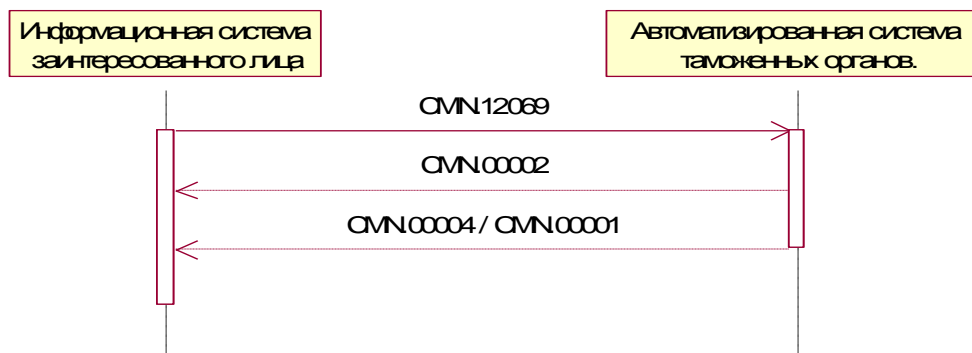 Информационная система
заинтересованного лица
Автоматизированная система
таможенных органов.
CMN.12069
CMN.00002
CMN.00004 / CMN.00001